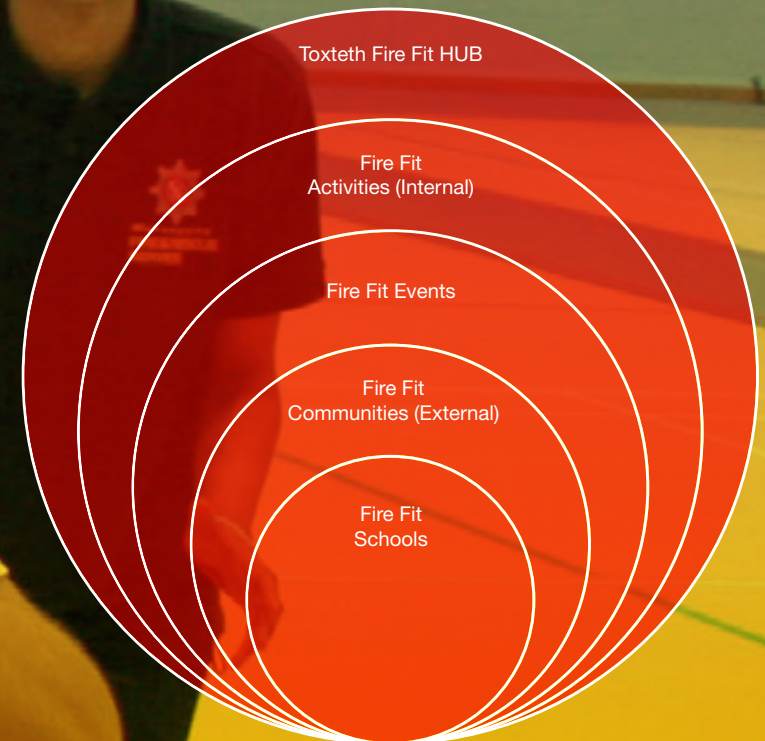 Toxteth Fire Fit HUB
Fire Fit
Activities (Internal)
Fire Fit Events
Fire Fit
Communities (External)
Fire Fit
Schools